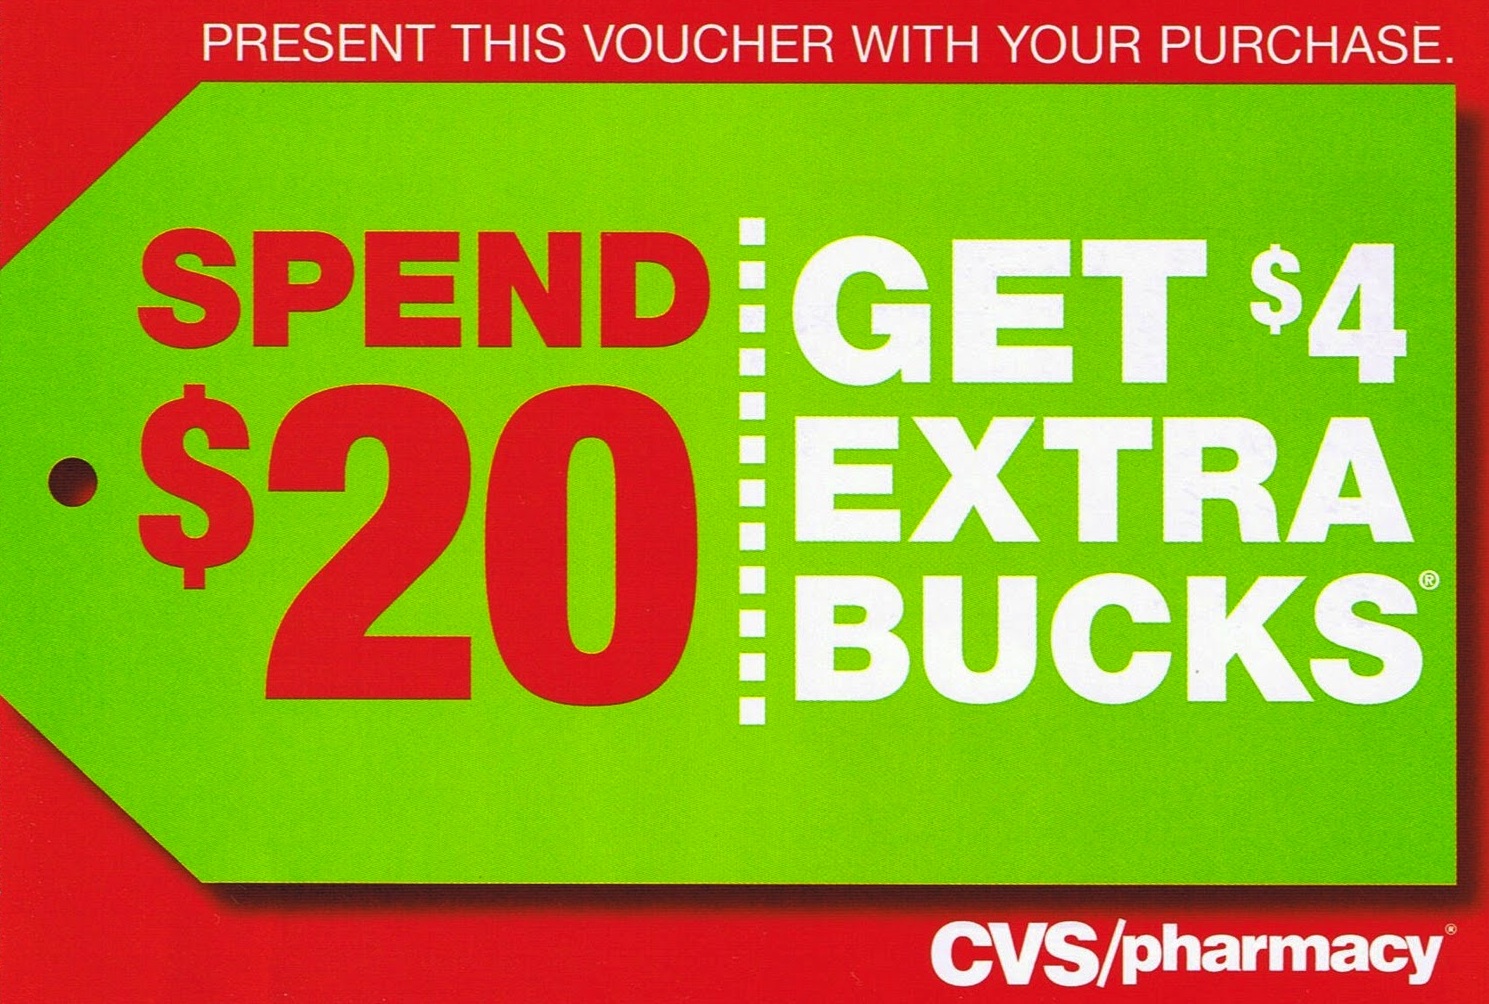 PRESENT THIS VOUCHER WITH YOUR PURCHASE.
SPEND
$20
GET $4
EXTRA
BUCKS®
CVS/pharmacy®